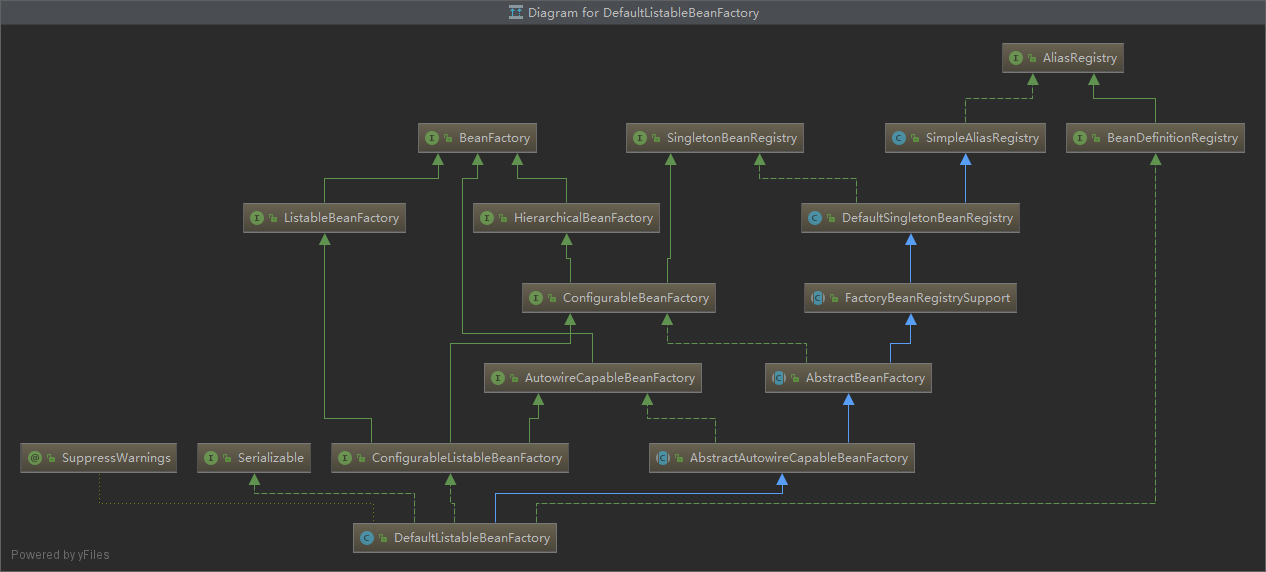 Diagram for DefaultListableBeanFactory
I AliasRegistry
I BeanFactory
I SingletonBeanRegistry
C SimpleAliasRegistry
I BeanDefinitionRegistry
I ListableBeanFactory
I HierarchicalBeanFactory
C DefaultSingletonBeanRegistry
I ConfigurableBeanFactory
C FactoryBeanRegistrySupport
I AutowireCapableBeanFactory
C AbstractBeanFactory
@ SuppressWarnings
I Serializable
I ConfigurableListableBeanFactory
C AbstractAutowireCapableBeanFactory
C DefaultListableBeanFactory
Powered by yFiles